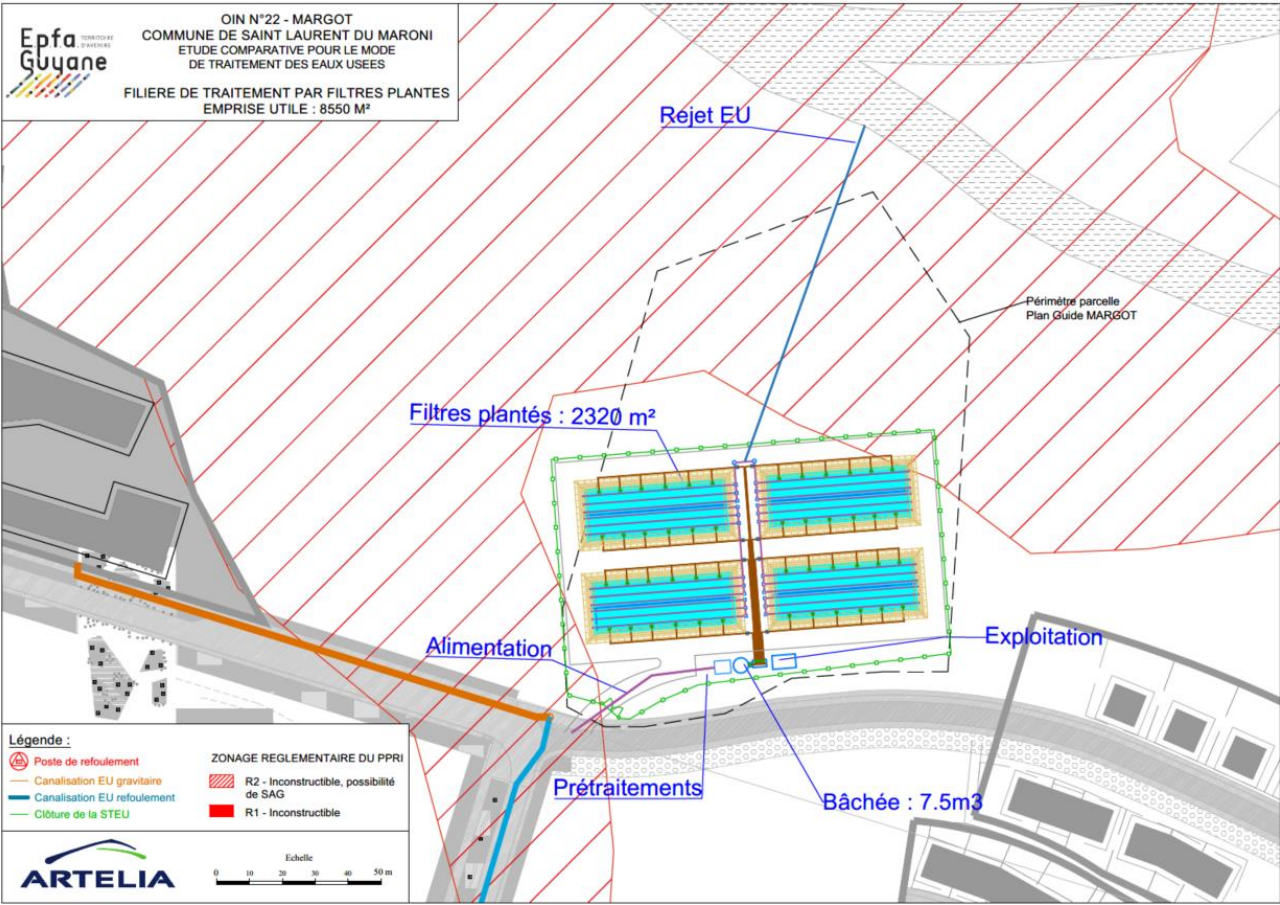 Epfa
Guyane
TERRITOIRE
D'AVENIR
OIN N°22 - MARGOT
COMMUNE DE SAINT LAURENT DU MARONI
ETUDE COMPARATIVE POUR LE MODE
DE TRAITEMENT DES EAUX USEES
FILIERE DE TRAITEMENT PAR FILTRES PLANTES
EMPRISE UTILE : 8550 M²
Rejet EU
Périmètre parcelle
Plan Guide MARGOT
Filtres plantés : 2320 m²
Alimentation
Exploitation
Prétraitements
Bâchée : 7.5m3
Légende :
Poste de refoulement
Canalisation EU gravitaire
Canalisation EU refoulement
Clôture de la STEU
ZONAGE REGLEMENTAIRE DU PPRI
R2 - Inconstructible, possibilité
de SAG
R1 - Inconstructible
ARTELIA
Echelle
0 10 20 30 40 50 m